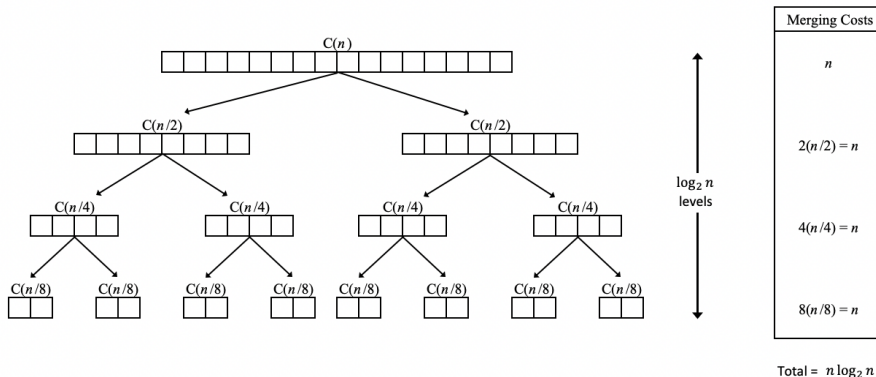 C(n)
Merging Costs
n
C(n/2) C(n/2)
2(n/2) = n
log₂ n
levels
C(n/4) C(n/4) C(n/4) C(n/4)
4(n/4) = n
C(n/8) C(n/8) C(n/8) C(n/8) C(n/8) C(n/8) C(n/8) C(n/8)
8(n/8) = n
Total = n log₂ n